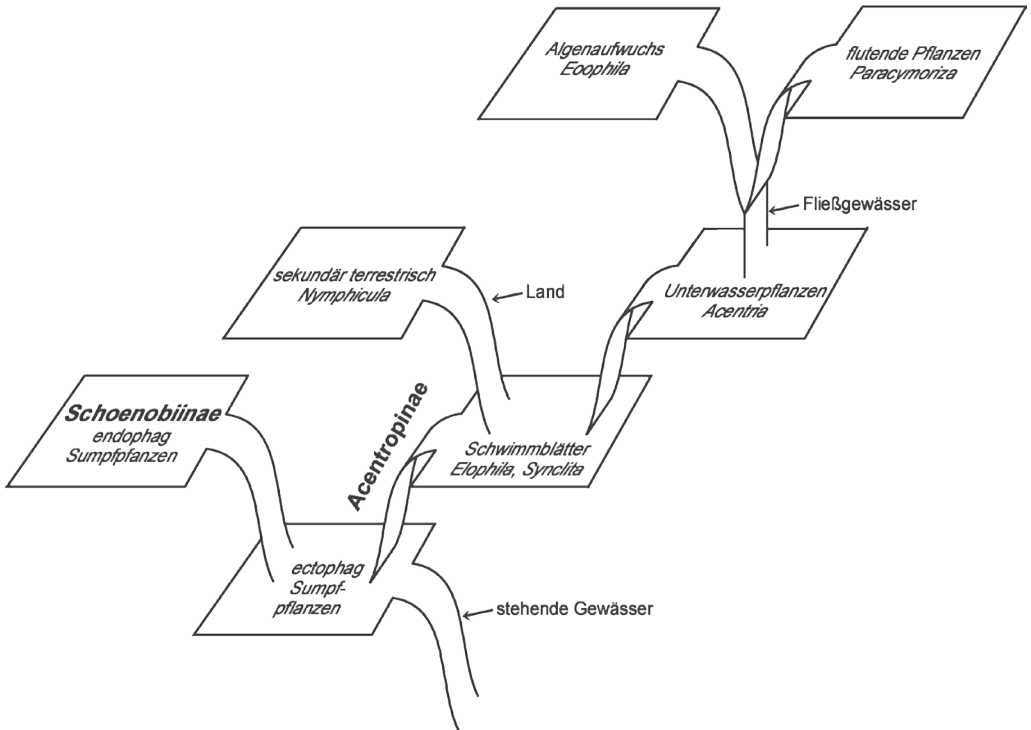 Algenaufwuchs
Eoophila
flutende Pflanzen
Paracymoriza
Fließgewässer
sekundär terrestrisch
Nymphicula
Land
Unterwasserpflanzen
Acentria
Schoenobiinae
endophag
Sumpfpfanzen
Acentropinae
Schwimmblätter
Elophila, Synclita
ectophag
Sumpf-
pflanzen
stehende Gewässer